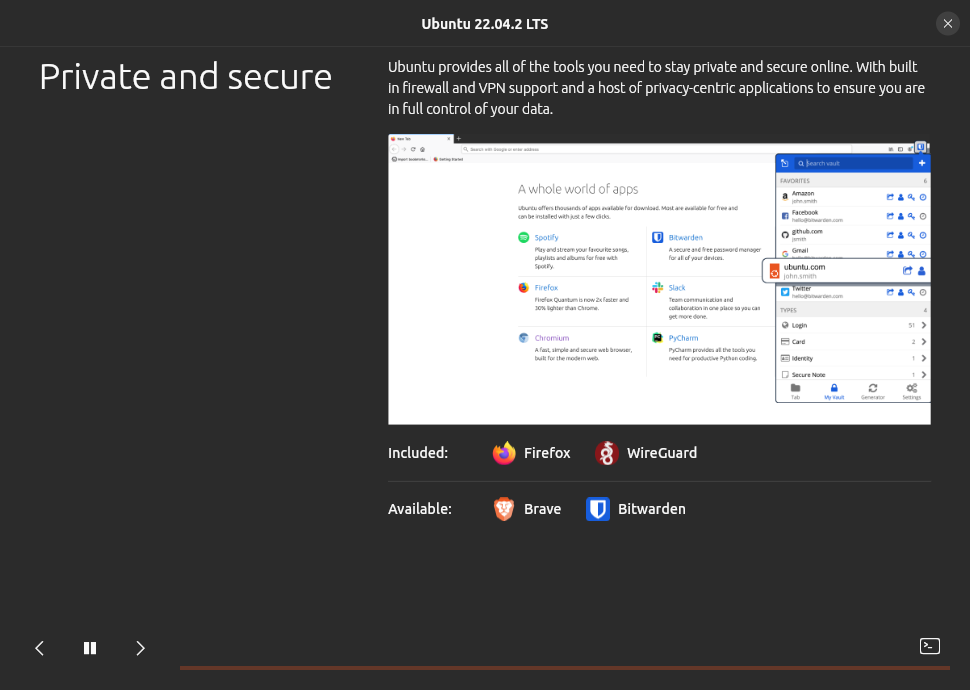 Ubuntu 22.04.2 LTS
Private and secure
Ubuntu provides all of the tools you need to stay private and secure online. With built
in firewall and VPN support and a host of privacy-centric applications to ensure you are
in full control of your data.
New Tab
Search with Google or enter address
Import bookmarks... Getting Started
A whole world of apps
Ubuntu offers thousands of apps available for download. Most are available for free and
can be installed with just a few clicks.
Spotify
Play and stream your favourite songs,
playlists and albums for free with
Spotify.
Bitwarden
A secure and free password manager
for all of your devices.
Firefox
FireFox Quantum is now 2x faster and
30% lighter than Chrome.
Slack
Team communication and
collaboration in one place so you can
get more done.
Chromium
A fast, simple and secure web browser,
built for the modern web.
PyCharm
PyCharm provides all the tools you
need for productive Python coding.
Search vault
FAVORITES 6
Amazon
john.smith
Facebook
hello@bitwarden.com
github.com
jsmith
Gmail
ubuntu.com
john.smith
Twitter
hello@bitwarden.com
TYPES 4
Login 51
Card 2
Identity 1
Secure Note 1
Tab My Vault Generator Settings
Included: Firefox WireGuard
Available: Brave Bitwarden